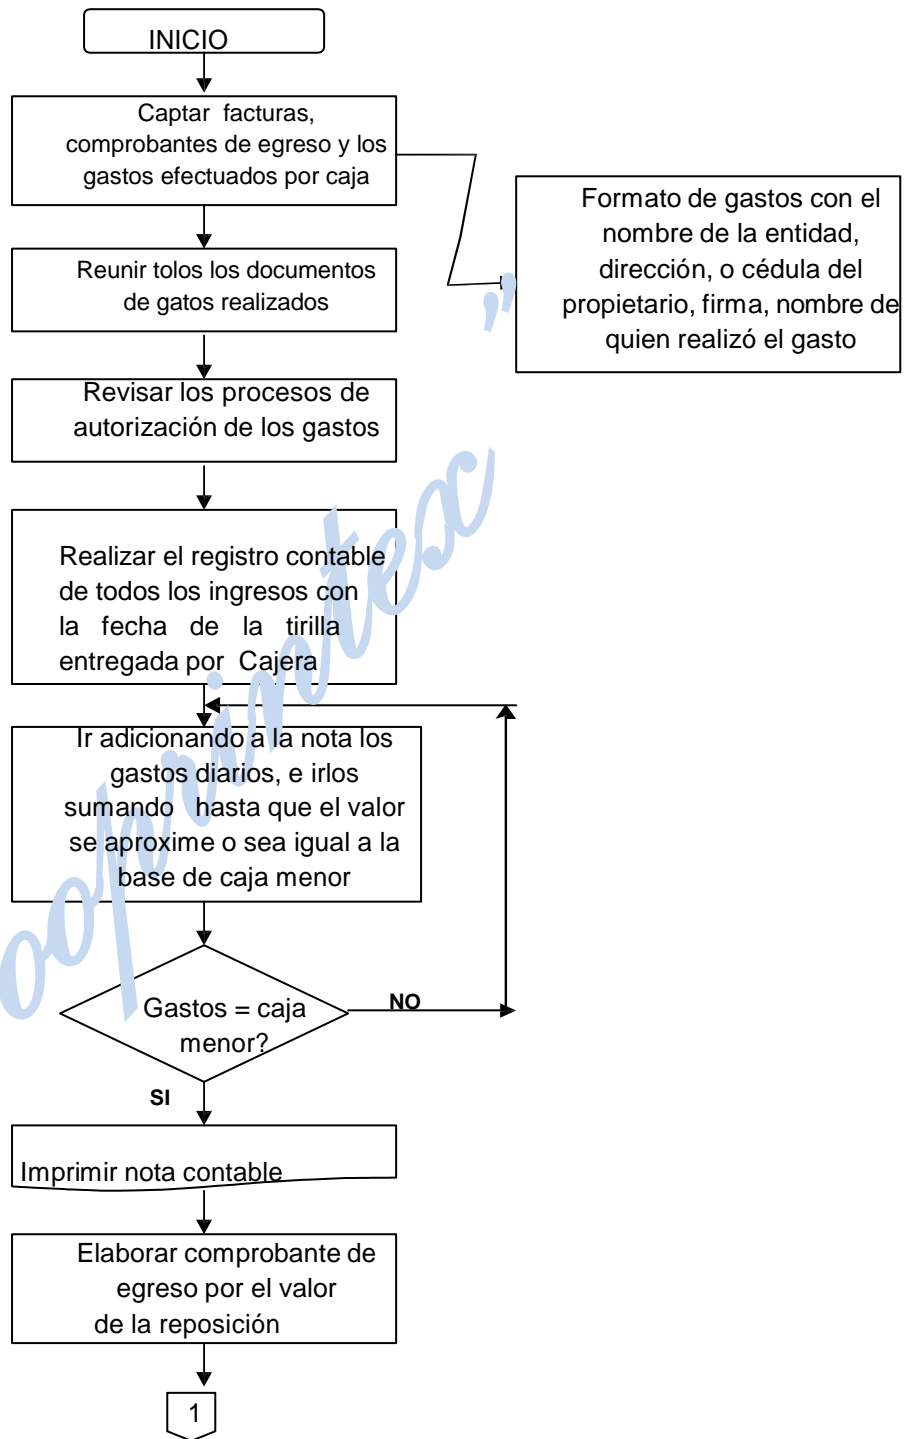 INICIO
Captar facturas,
comprobantes de egreso y los
gastos efectuados por caja
Formato de gastos con el
nombre de la entidad,
dirección, o cédula del
propietario, firma, nombre de
quien realizó el gasto
Reunir tolos los documentos
de gatos realizados
Revisar los procesos de
autorización de los gastos
Realizar el registro contable
de todos los ingresos con
la fecha de la tirilla
entregada por Cajera
Ir adicionando a la nota los
gastos diarios, e irlos
sumando hasta que el valor
se aproxime o sea igual a la
base de caja menor
Gastos = caja
menor?
NO
SI
Imprimir nota contable
Elaborar comprobante de
egreso por el valor
de la reposición
1
ooprintex ”